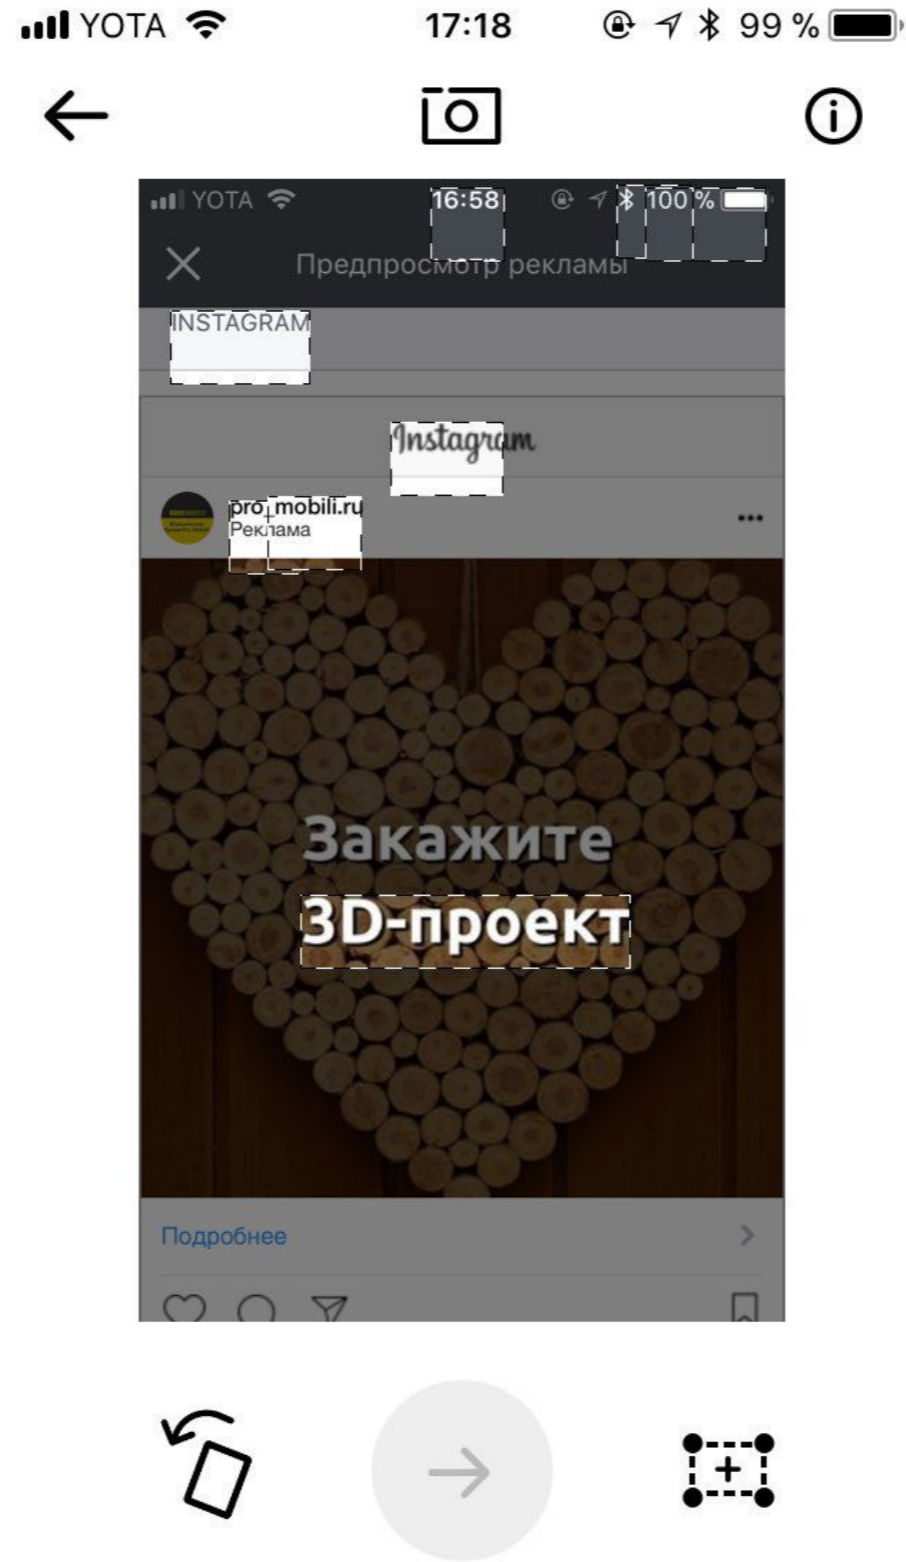 YOTA 17:18 99 %
YOTA 16:58 100 %
Предпросмотр рекламы
INSTAGRAM
Instagram
pro_mobili.ru
Реклама
Закажите
3D-проект
Подробнее